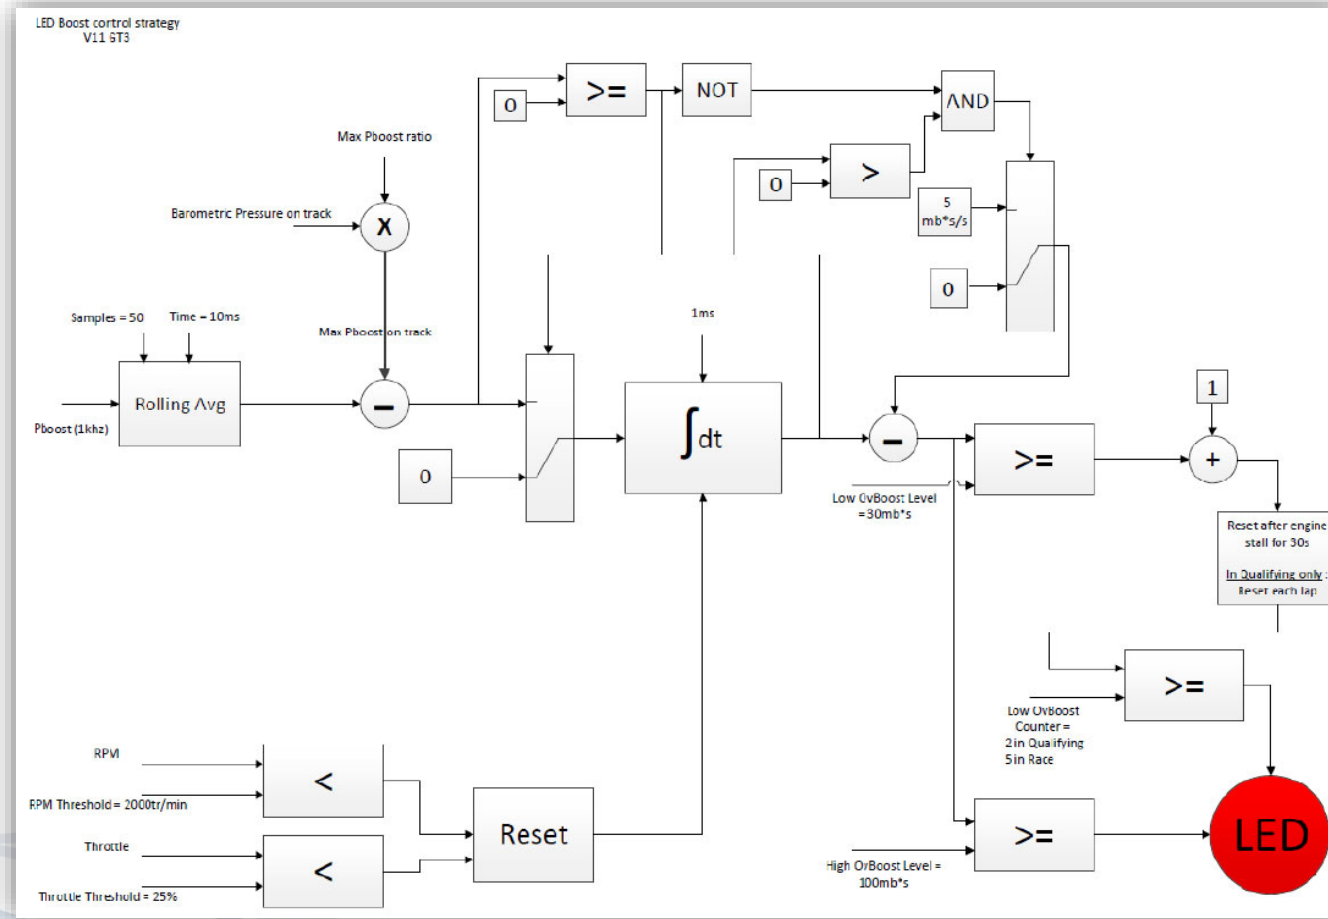 LED Boost control strategy
V11 GT3
>=
NOT
AND
0
Max Pboost ratio
>
0
Barometric Pressure on track
X
5
mb*s/s
0
Samples = 50
Time = 10ms
Max Pboost on track
1ms
Rolling Avg
Pboost (1khz)
−
0
∫dt
−
>=
1
+
Low OvBoost Level
=30mb*s
Reset after engine
stall for 30s
In Qualifying only :
Reset each lap
>=
Low OvBoost
Counter =
2 in Qualifying
5 in Race
RPM
<
RPM Threshold = 2000tr/min
Reset
Throttle
<
Throttle Threshold = 25%
>=
LED
High OvBoost Level =
100mb*s